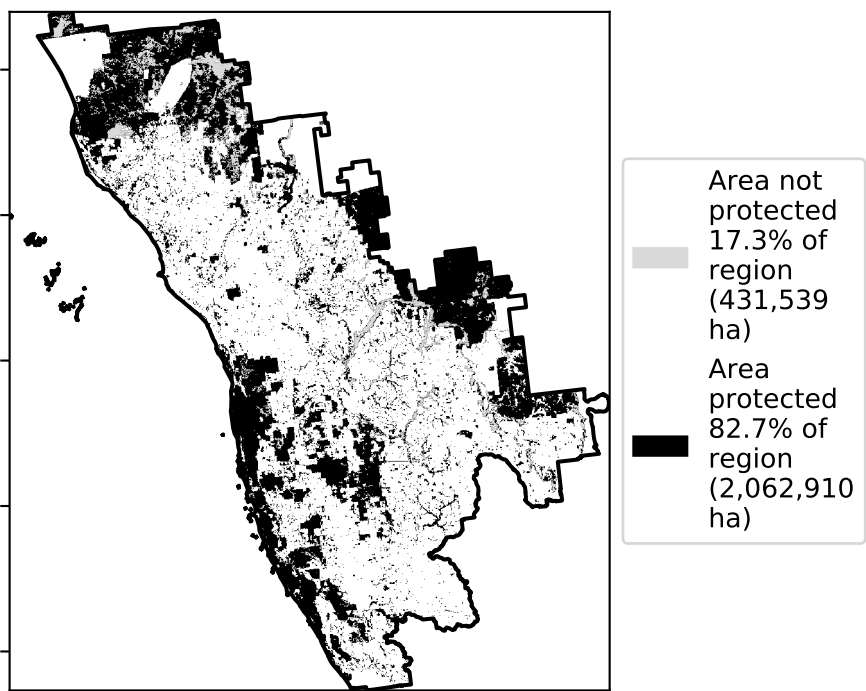 Area not
protected
17.3% of
region
(431,539
ha)
Area
protected
82.7% of
region
(2,062,910
ha)